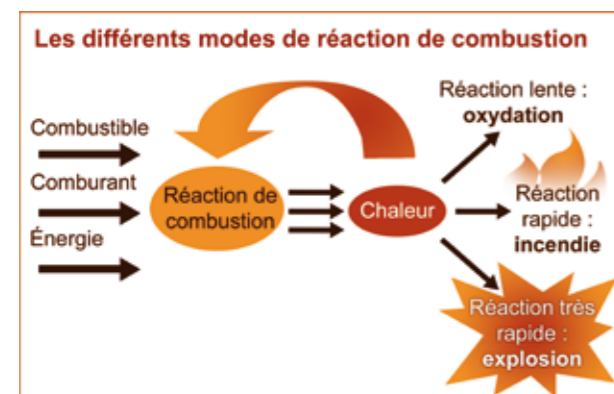 Les différents modes de réaction de combustion
Combustible
Comburant
Énergie
Réaction de
combustion
Chaleur
Réaction lente :
oxydation
Réaction
rapide :
incendie
Réaction très
rapide :
explosion